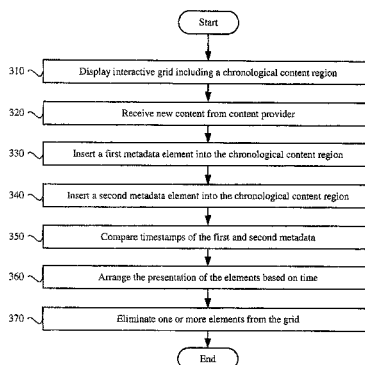 Start
310 Display interactive grid including a chronological content region
320 Receive new content from content provider
330 Insert a first metadata element into the chronological content region
340 Insert a second metadata element into the chronological content region
350 Compare timestamps of the first and second metadata
360 Arrange the presentation of the elements based on time
370 Eliminate one or more elements from the grid
End